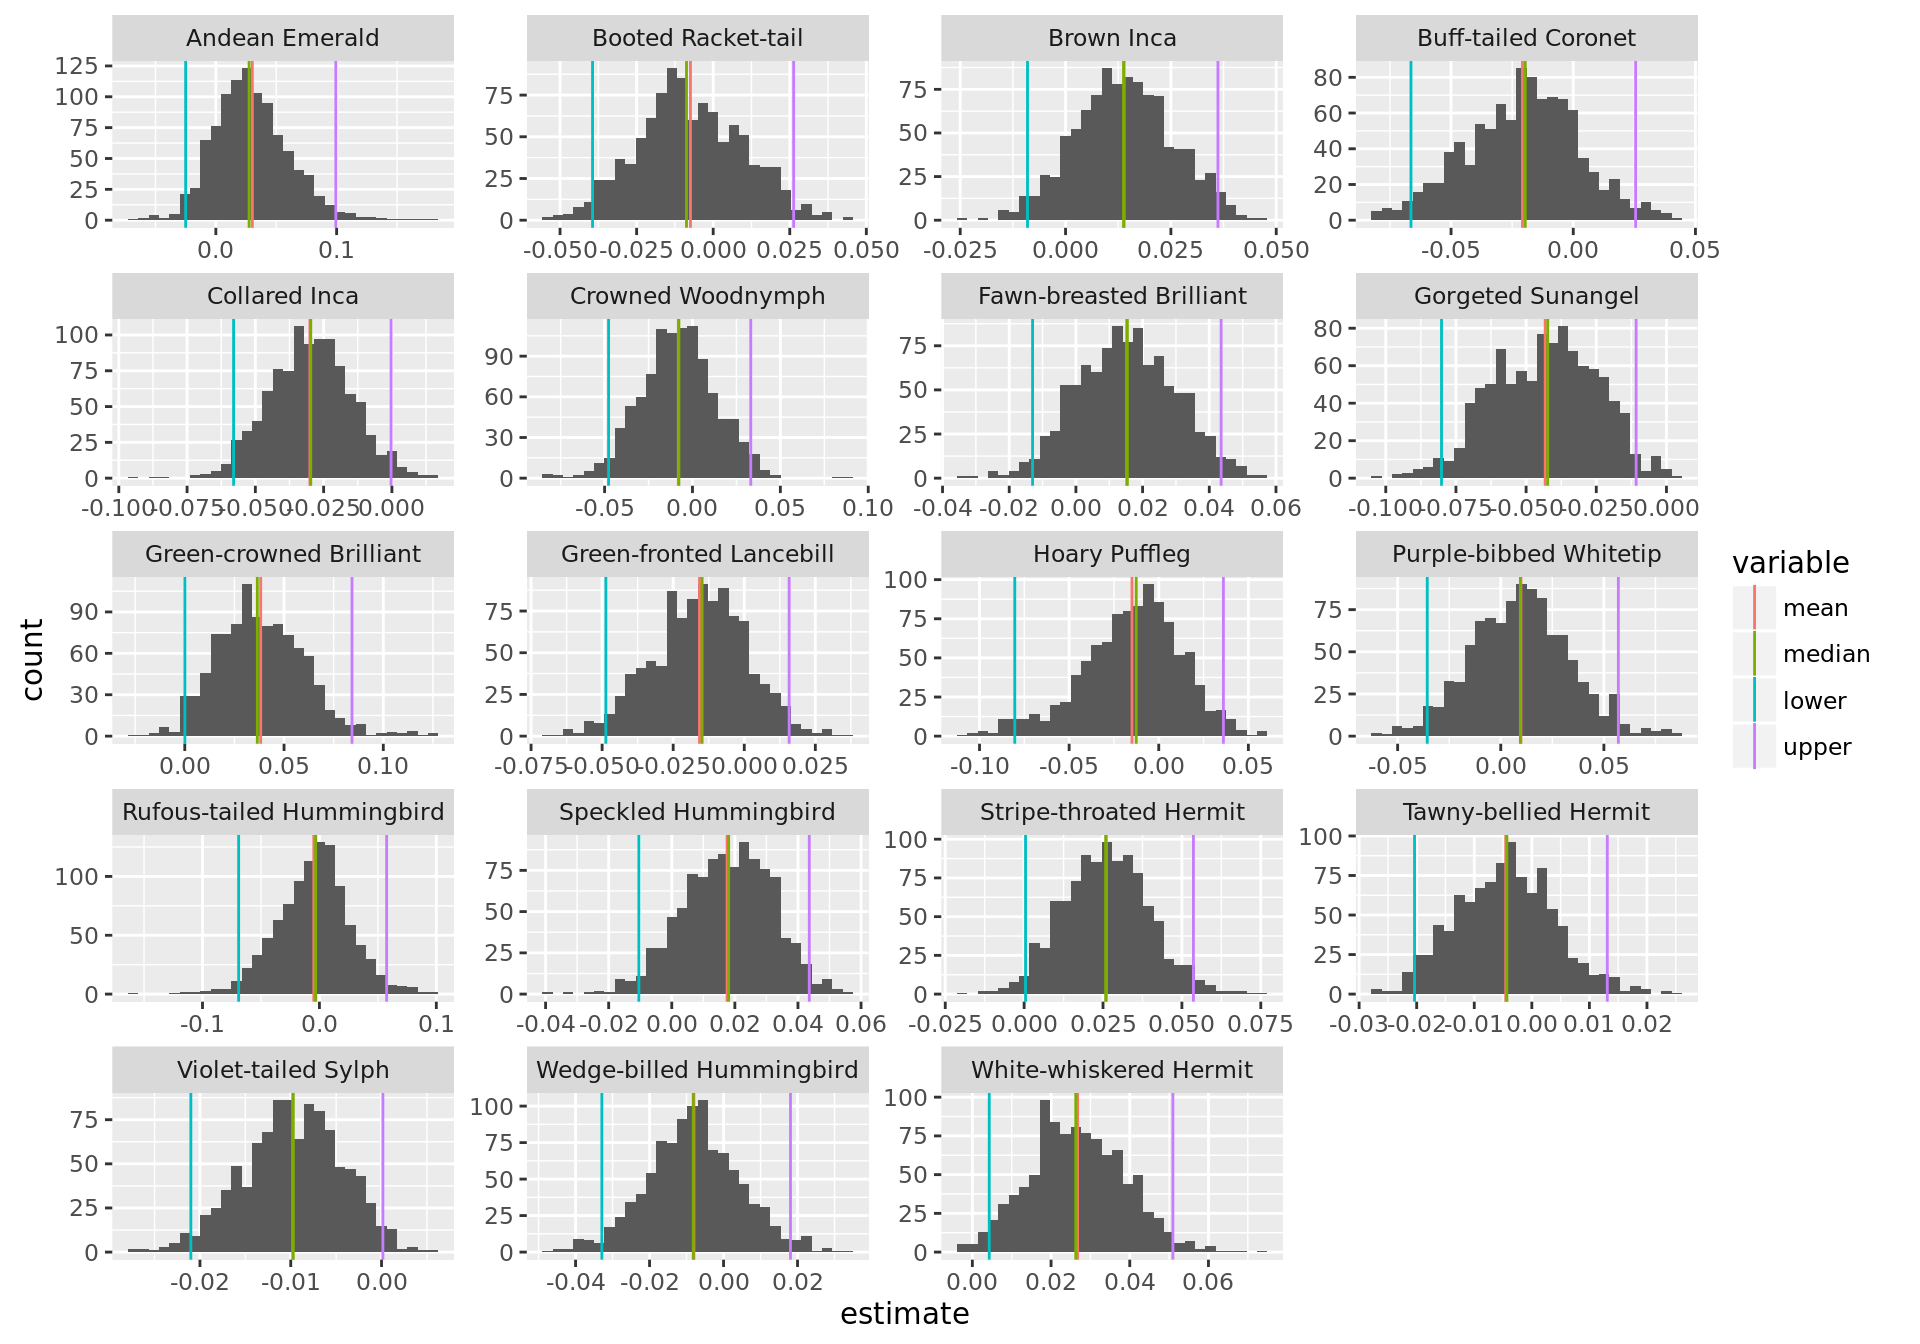 Andean Emerald
Booted Racket-tail
Brown Inca
Buff-tailed Coronet
125
100
75
50
25
0
75
50
25
0
75
50
25
0
80
60
40
20
0
0.0 0.1
-0.050 -0.025 0.000 0.025 0.050
-0.025 0.000 0.025 0.050
-0.05 0.00 0.05
Collared Inca
Crowned Woodnymph
Fawn-breasted Brilliant
Gorgeted Sunangel
100
75
50
25
0
90
60
30
0
75
50
25
0
80
60
40
20
0
-0.100 -0.075 -0.050 -0.025 0.000
-0.05 0.00 0.05 0.10
-0.04 -0.02 0.00 0.02 0.04 0.06
-0.100 -0.075 -0.050 -0.025 0.000
Green-crowned Brilliant
Green-fronted Lancebill
Hoary Puffleg
Purple-bibbed Whitetip
90
60
30
0
75
50
25
0
100
75
50
25
0
75
50
25
0
0.00 0.05 0.10
-0.075 -0.050 -0.025 0.000 0.025
-0.10 -0.05 0.00 0.05
-0.05 0.00 0.05
Rufous-tailed Hummingbird
Speckled Hummingbird
Stripe-throated Hermit
Tawny-bellied Hermit
100
50
0
75
50
25
0
100
75
50
25
0
100
75
50
25
0
-0.1 0.0 0.1
-0.04 -0.02 0.00 0.02 0.04 0.06
-0.025 0.000 0.025 0.050 0.075
-0.03 -0.02 -0.01 0.00 0.01 0.02
Violet-tailed Sylph
Wedge-billed Hummingbird
White-whiskered Hermit
75
50
25
0
100
75
50
25
0
100
75
50
25
0
-0.02 -0.01 0.00
-0.04 -0.02 0.00 0.02
0.00 0.02 0.04 0.06
count
estimate
variable
mean
median
lower
upper